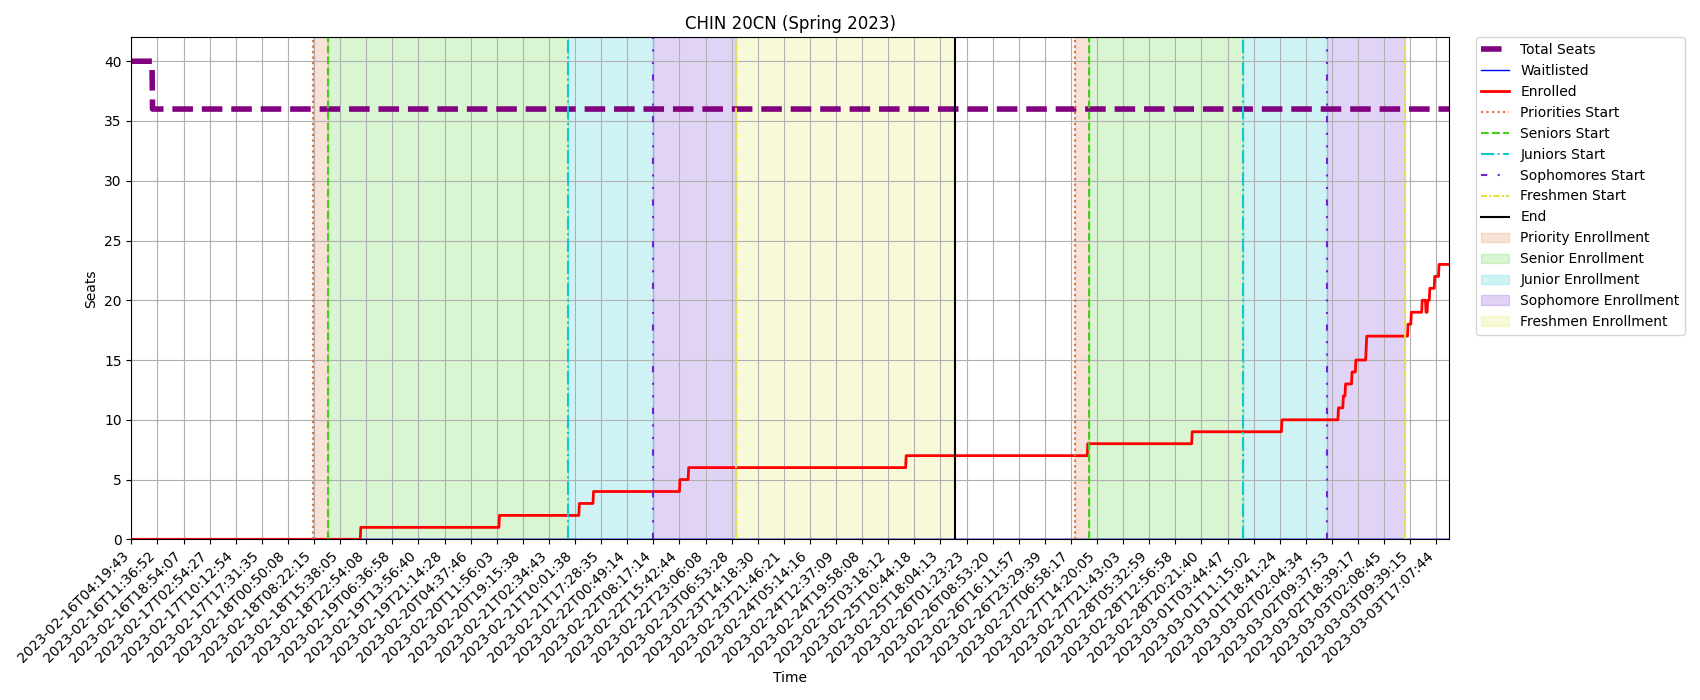 CHIN 20CN (Spring 2023)
Seats
40
35
30
25
20
15
10
5
0
2023-02-16T04:19:43
2023-02-16T11:36:52
2023-02-16T18:54:07
2023-02-17T02:54:27
2023-02-17T10:12:54
2023-02-17T17:31:35
2023-02-18T00:50:08
2023-02-18T08:22:15
2023-02-18T15:38:05
2023-02-18T22:54:08
2023-02-19T06:36:58
2023-02-19T13:56:40
2023-02-19T21:14:28
2023-02-20T04:37:46
2023-02-20T11:56:03
2023-02-20T19:15:38
2023-02-21T02:34:43
2023-02-21T10:01:38
2023-02-21T17:28:35
2023-02-22T00:49:14
2023-02-22T08:17:14
2023-02-22T15:42:44
2023-02-22T23:06:08
2023-02-23T06:53:28
2023-02-23T14:18:30
2023-02-23T21:46:21
2023-02-24T05:14:16
2023-02-24T12:37:09
2023-02-24T19:58:08
2023-02-25T03:18:12
2023-02-25T10:44:18
2023-02-25T18:04:13
2023-02-26T01:23:23
2023-02-26T08:53:20
2023-02-26T16:11:57
2023-02-26T23:29:39
2023-02-27T06:58:17
2023-02-27T14:20:05
2023-02-27T21:43:03
2023-02-28T05:32:59
2023-02-28T12:56:58
2023-02-28T20:21:40
2023-03-01T03:44:47
2023-03-01T11:15:02
2023-03-01T18:41:24
2023-03-02T02:04:34
2023-03-02T09:37:53
2023-03-02T18:39:17
2023-03-03T02:08:45
2023-03-03T09:39:15
2023-03-03T17:07:44
Time
Total Seats
Waitlisted
Enrolled
Priorities Start
Seniors Start
Juniors Start
Sophomores Start
Freshmen Start
End
Priority Enrollment
Senior Enrollment
Junior Enrollment
Sophomore Enrollment
Freshmen Enrollment